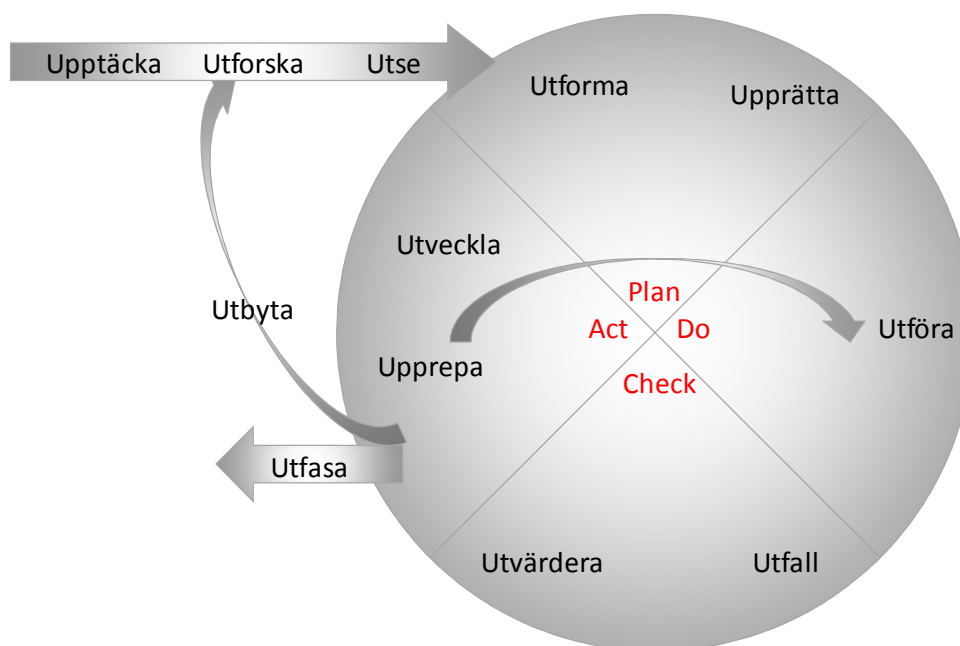 Upptäcka Utforska Utse
Utforma
Upprätta
Utveckla
Plan
Utbyta
Act Do
Utföra
Upprepa
Check
Utfasa
Utvärdera
Utfall